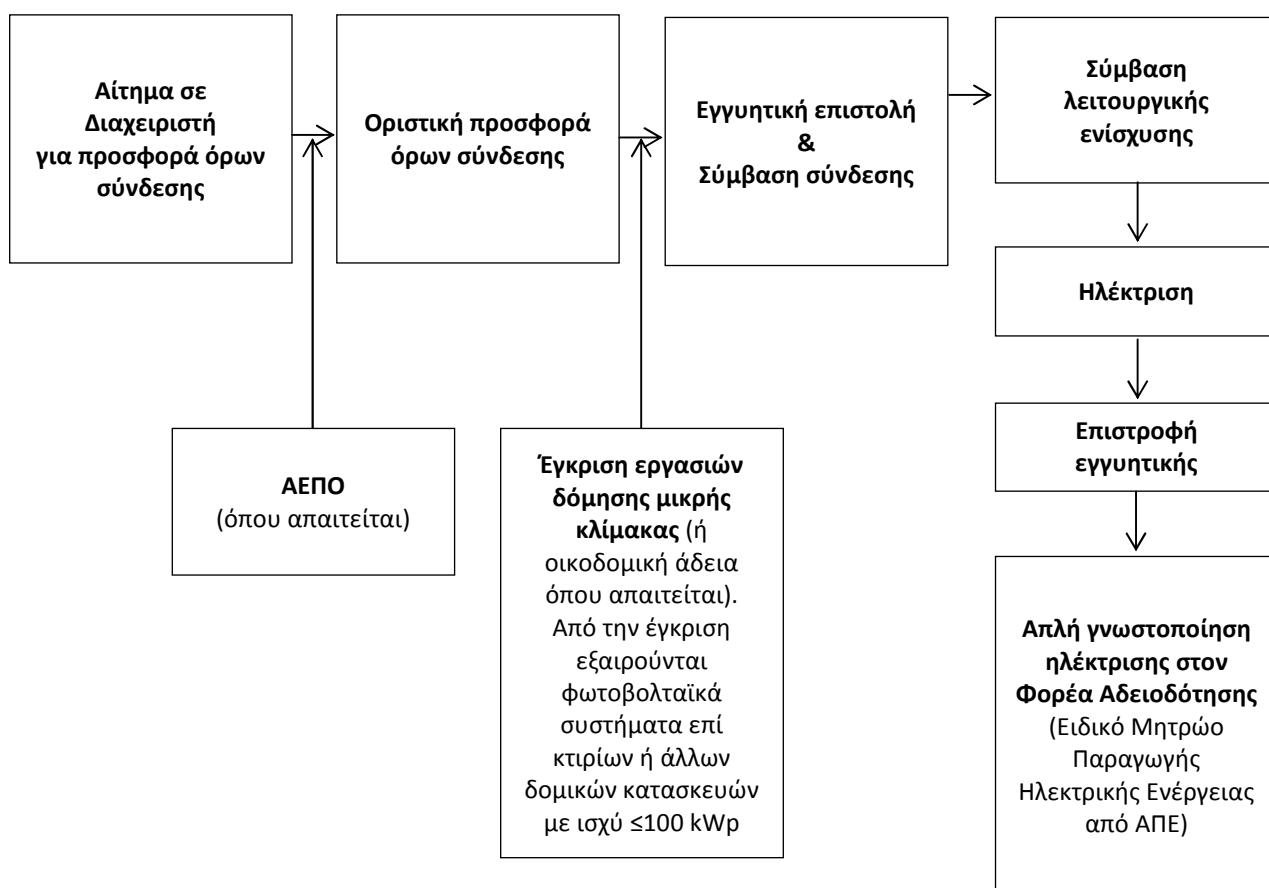 Αίτημα σε
Διαχειριστή
για προσφορά όρων
σύνδεσης
Οριστική προσφορά
όρων σύνδεσης
Εγγυητική επιστολή
&
Σύμβαση σύνδεσης
Σύμβαση
λειτουργικής
ενίσχυσης
Ηλέκτριση
Επιστροφή
εγγυητικής
ΑΕΠΟ
(όπου απαιτείται)
Έγκριση εργασιών
δόμησης μικρής
κλίμακας (ή
οικοδομική άδεια
όπου απαιτείται).
Από την έγκριση
εξαιρούνται
φωτοβολταϊκά
συστήματα επί
κτιρίων ή άλλων
δομικών κατασκευών
με ισχύ ≤100 kWp
Απλή γνωστοποίηση
ηλέκτρισης στον
Φορέα Αδειοδότησης
(Ειδικό Μητρώο
Παραγωγής
Ηλεκτρικής Ενέργειας
από ΑΠΕ)